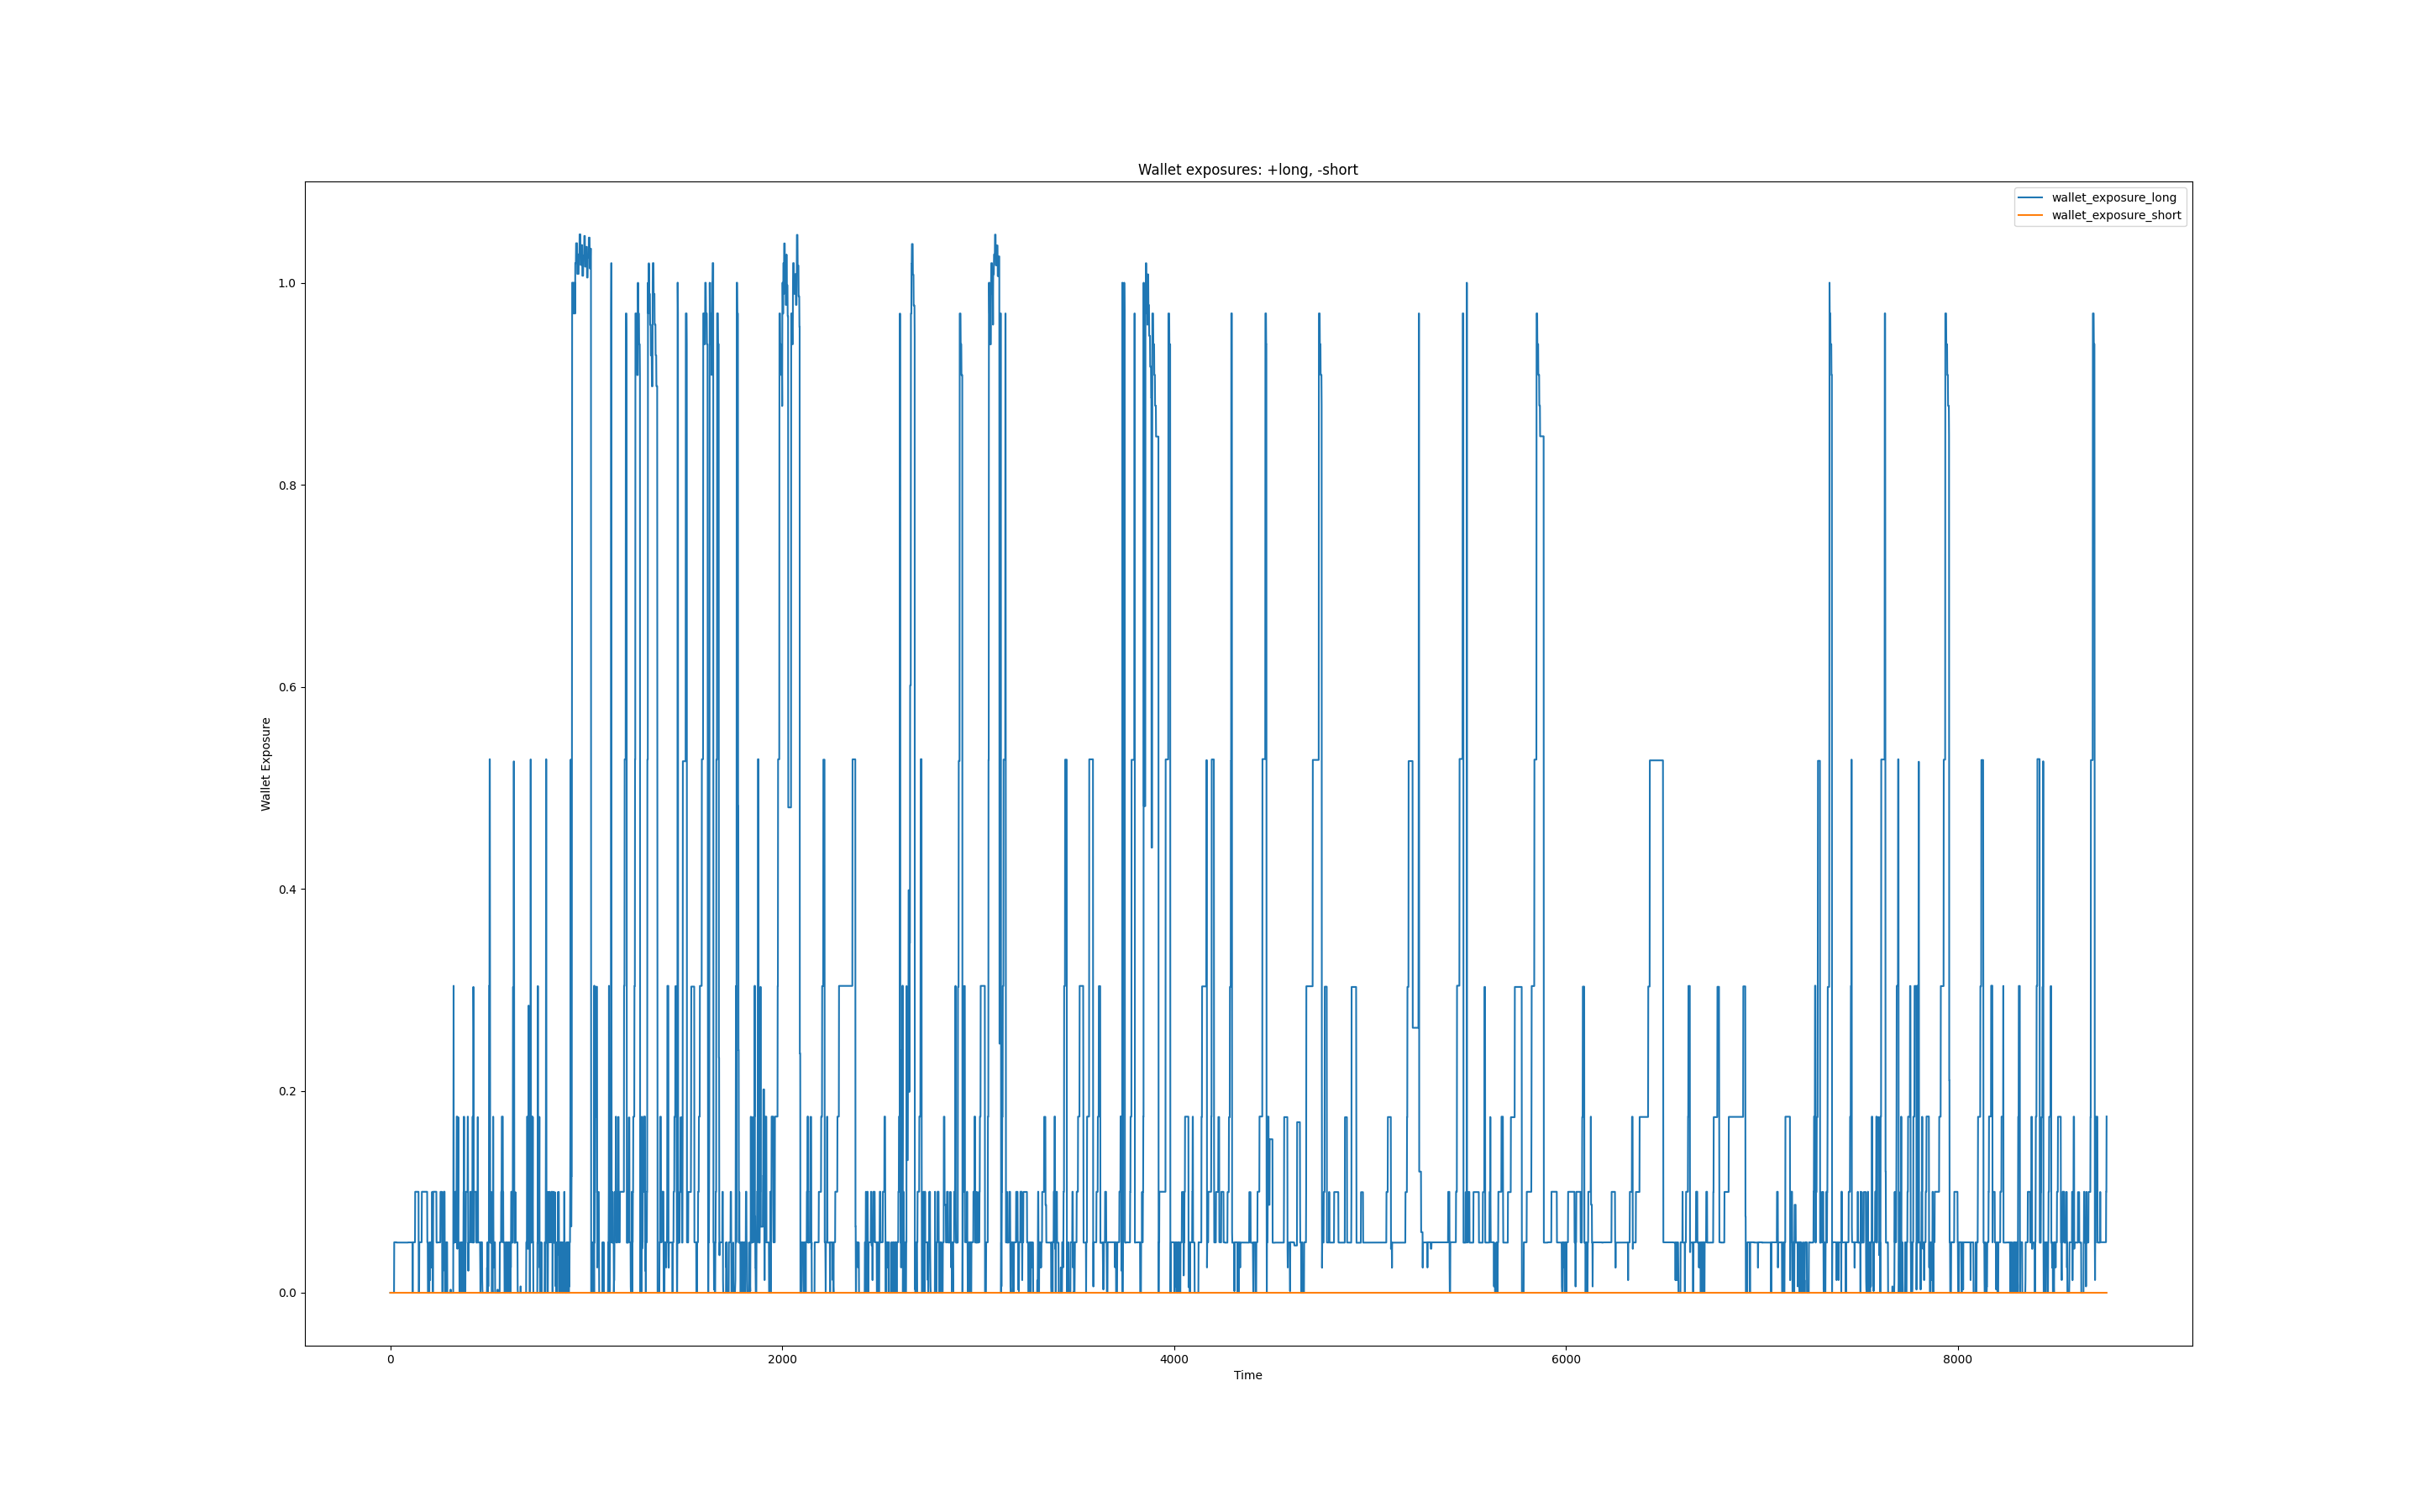 Wallet exposures: +long, -short
wallet_exposure_long
wallet_exposure_short
1.0
0.8
0.6
0.4
0.2
0.0
Wallet Exposure
0 2000 4000 6000 8000
Time